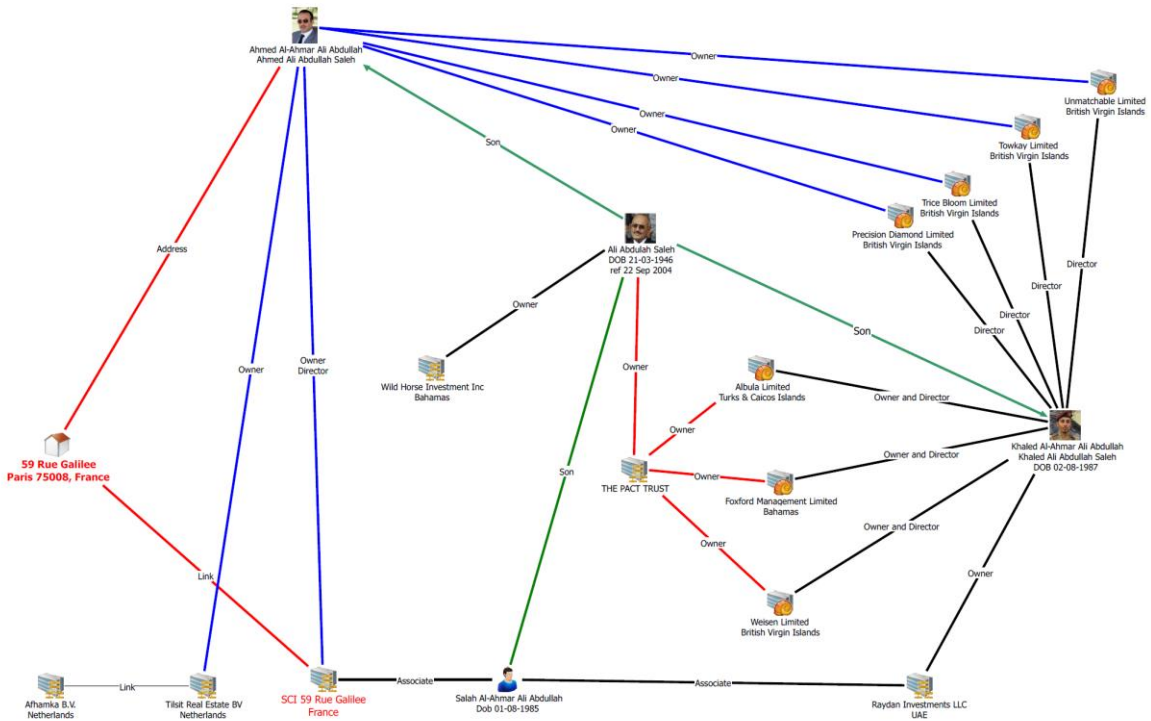 Ahmed Al-Ahmar Ali Abdullah
Ahmed Ali Abdullah Saleh
Owner
Owner
Owner
Owner
Unmatchable Limited
British Virgin Islands
Towkay Limited
British Virgin Islands
Trice Bloom Limited
British Virgin Islands
Precision Diamond Limited
British Virgin Islands
Son
Address
Ali Abdulah Saleh
DOB 21-03-1946
ref 22 Sep 2004
Director
Director
Director
Director
Owner
Son
Owner
Director
Owner
Owner
Wild Horse Investment Inc
Bahamas
Albula Limited
Turks & Caicos Islands
Owner and Director
Owner
Khaled Al-Ahmar Ali Abdullah
Khaled Ali Abdullah Saleh
DOB 02-08-1987
59 Rue Galilee
Paris 75008, France
Owner and Director
Son
THE PACT TRUST
Owner
Foxford Management Limited
Bahamas
Owner and Director
Owner
Owner
Link
Weisen Limited
British Virgin Islands
Link
Associate
Associate
Afhamka B.V.
Netherlands
Tilsit Real Estate BV
Netherlands
SCI 59 Rue Galilee
France
Salah Al-Ahmar Ali Abdullah
Dob 01-08-1985
Raydan Investments LLC
UAE